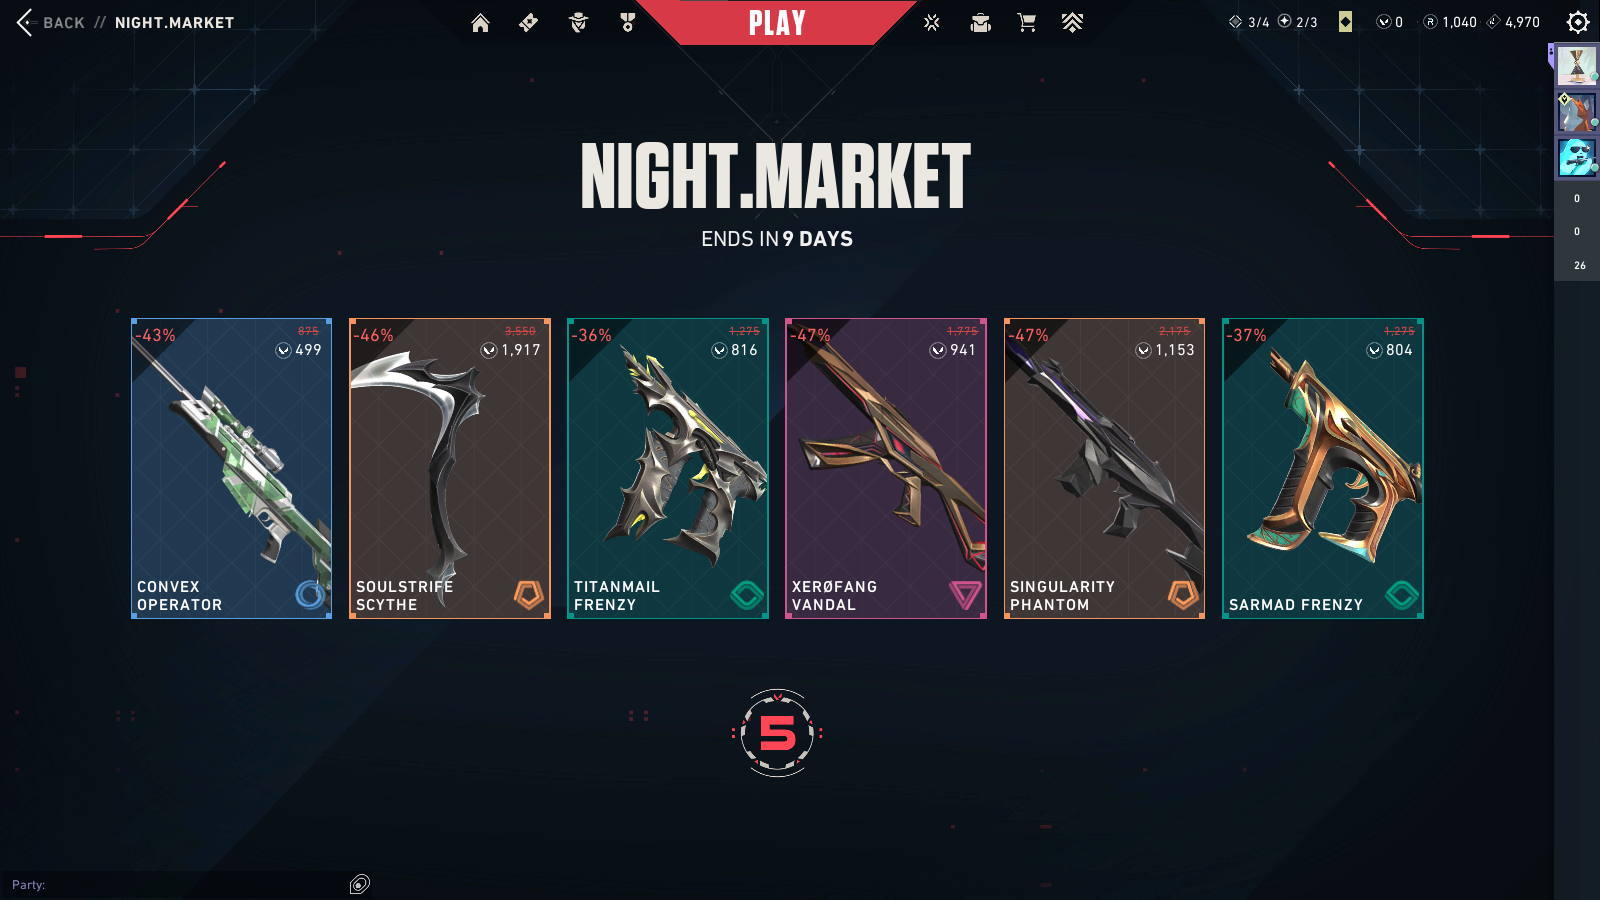 BACK // NIGHT.MARKET
PLAY
3/4 2/3 0 1,040 4,970
NIGHT.MARKET
ENDS IN 9 DAYS
-43% 875
499
CONVEX
OPERATOR
-46% 3,550
1,917
SOULSTRIFE
SCYTHE
-36% 1,275
816
TITANMAIL
FRENZY
-47% 1,775
941
XERØFANG
VANDAL
-47% 2,175
1,153
SINGULARITY
PHANTOM
-37% 1,275
804
SARMAD FRENZY
0
0
26
5
Party: